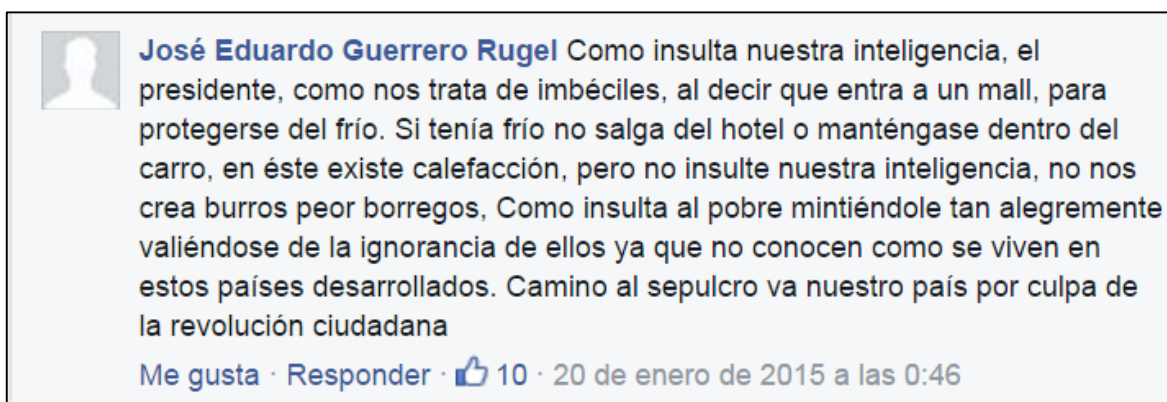 José Eduardo Guerrero Rugel Como insulta nuestra inteligencia, el
presidente, como nos trata de imbéciles, al decir que entra a un mall, para
protegerse del frío. Si tenía frío no salga del hotel o manténgase dentro del
carro, en éste existe calefacción, pero no insulte nuestra inteligencia, no nos
crea burros peor borregos, Como insulta al pobre mintiéndole tan alegremente
valiéndose de la ignorancia de ellos ya que no conocen como se viven en
estos países desarrollados. Camino al sepulcro va nuestro país por culpa de
la revolución ciudadana
Me gusta · Responder · 10 · 20 de enero de 2015 a las 0:46